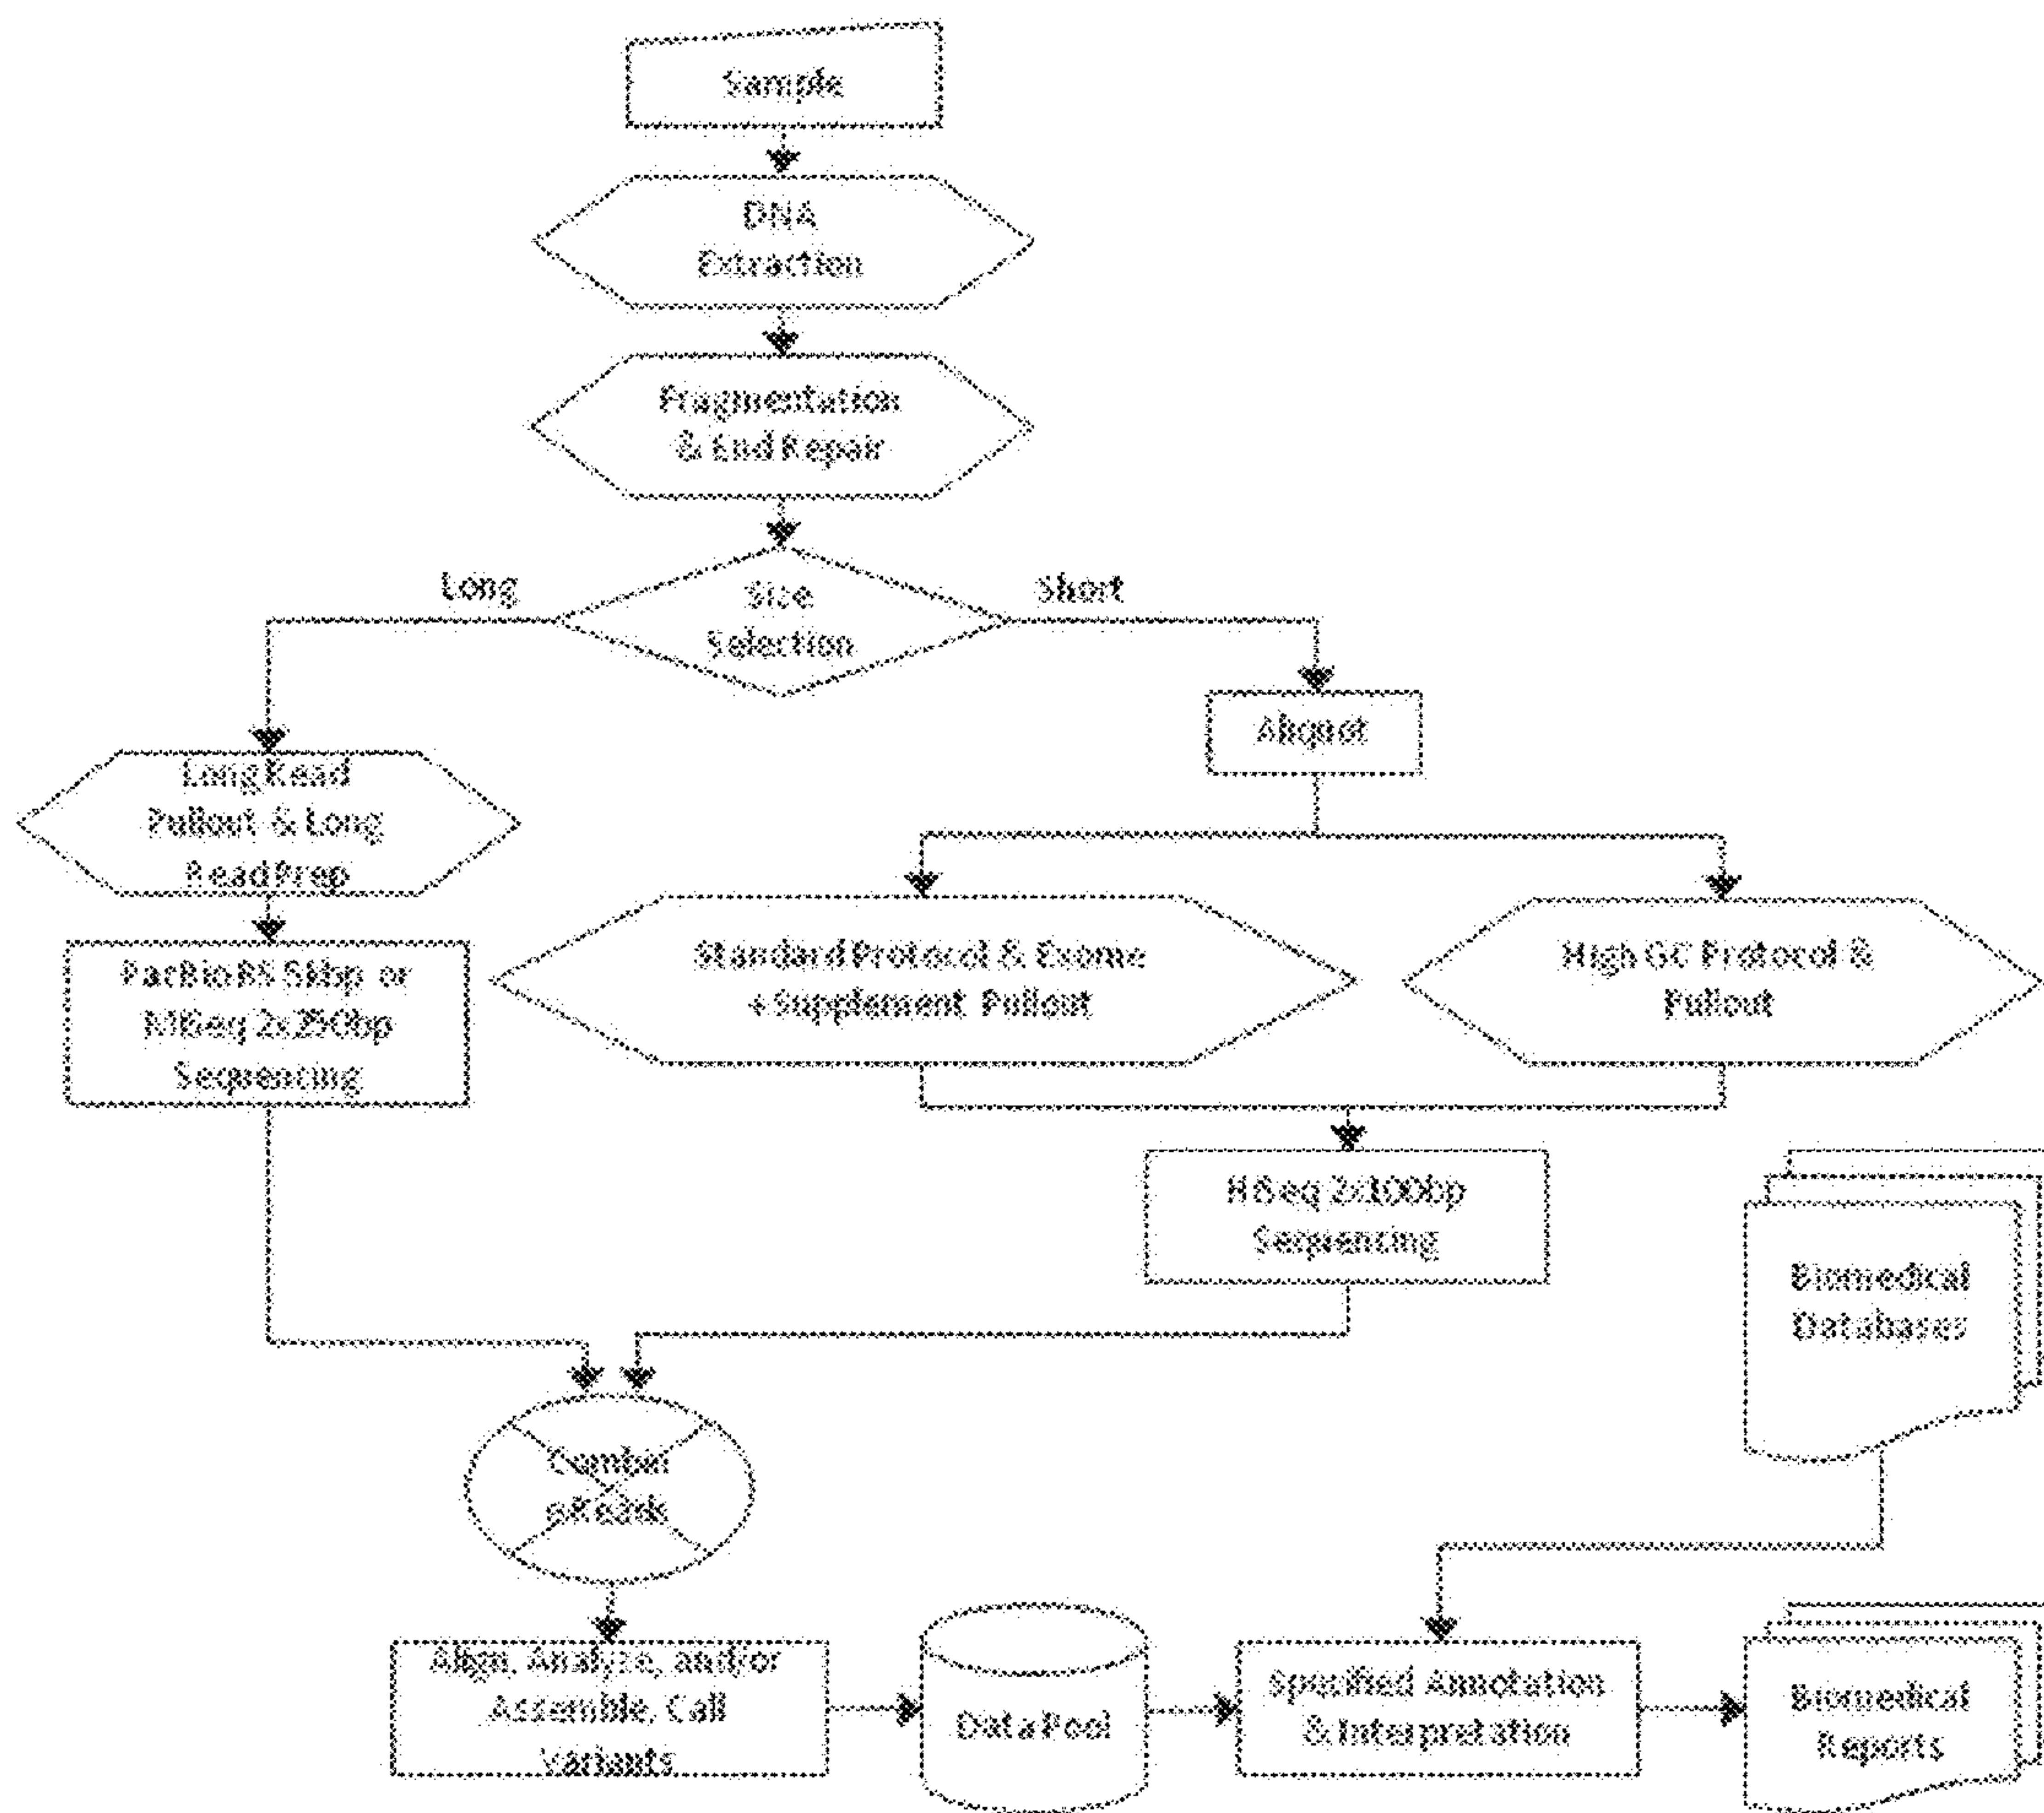 Sample
DNA
Extraction
Fragmentation
& End Repair
Long
Short
Size
Selection
Aliquot
Long Read
Pullout & Long
Read Prep
Standard Protocol & Exome
+Supplement Pullout
High GC Protocol &
Pullout
PacBio RS 5kbp or
MiSeq 2x250bp
Sequencing
HiSeq 2x100bp
Sequencing
Biomedical
Databases
Combin
e Reads
Align, Analyze, and/or
Assemble, Call
Variants
Data Pool
Specified Annotation
& Interpretation
Biomedical
Reports